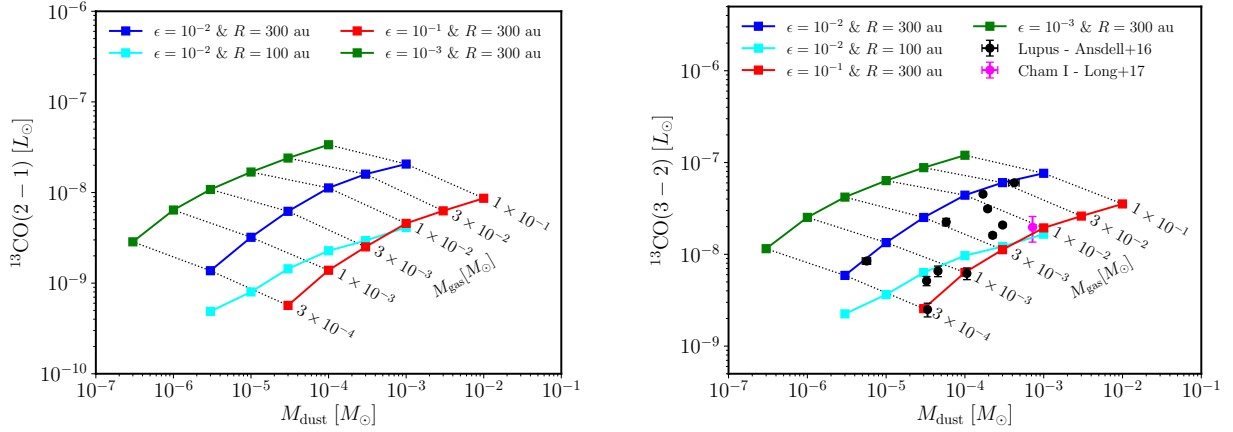 ϵ = 10⁻² & R = 300 au
ϵ = 10⁻² & R = 100 au
ϵ = 10⁻¹ & R = 300 au
ϵ = 10⁻³ & R = 300 au
10⁻⁶
10⁻⁷
10⁻⁸
10⁻⁹
10⁻¹⁰
¹³CO(2 − 1) [L⊙]
1 × 10⁻¹
3 × 10⁻²
1 × 10⁻²
3 × 10⁻³
1 × 10⁻³
3 × 10⁻⁴
M_gas[M⊙]
10⁻⁷ 10⁻⁶ 10⁻⁵ 10⁻⁴ 10⁻³ 10⁻² 10⁻¹
M_dust [M⊙]
ϵ = 10⁻² & R = 300 au
ϵ = 10⁻² & R = 100 au
ϵ = 10⁻¹ & R = 300 au
ϵ = 10⁻³ & R = 300 au
Lupus - Ansdell+16
Cham I - Long+17
10⁻⁶
10⁻⁷
10⁻⁸
10⁻⁹
¹³CO(3 − 2) [L⊙]
1 × 10⁻¹
3 × 10⁻²
1 × 10⁻²
3 × 10⁻³
1 × 10⁻³
3 × 10⁻⁴
M_gas[M⊙]
10⁻⁷ 10⁻⁶ 10⁻⁵ 10⁻⁴ 10⁻³ 10⁻² 10⁻¹
M_dust [M⊙]